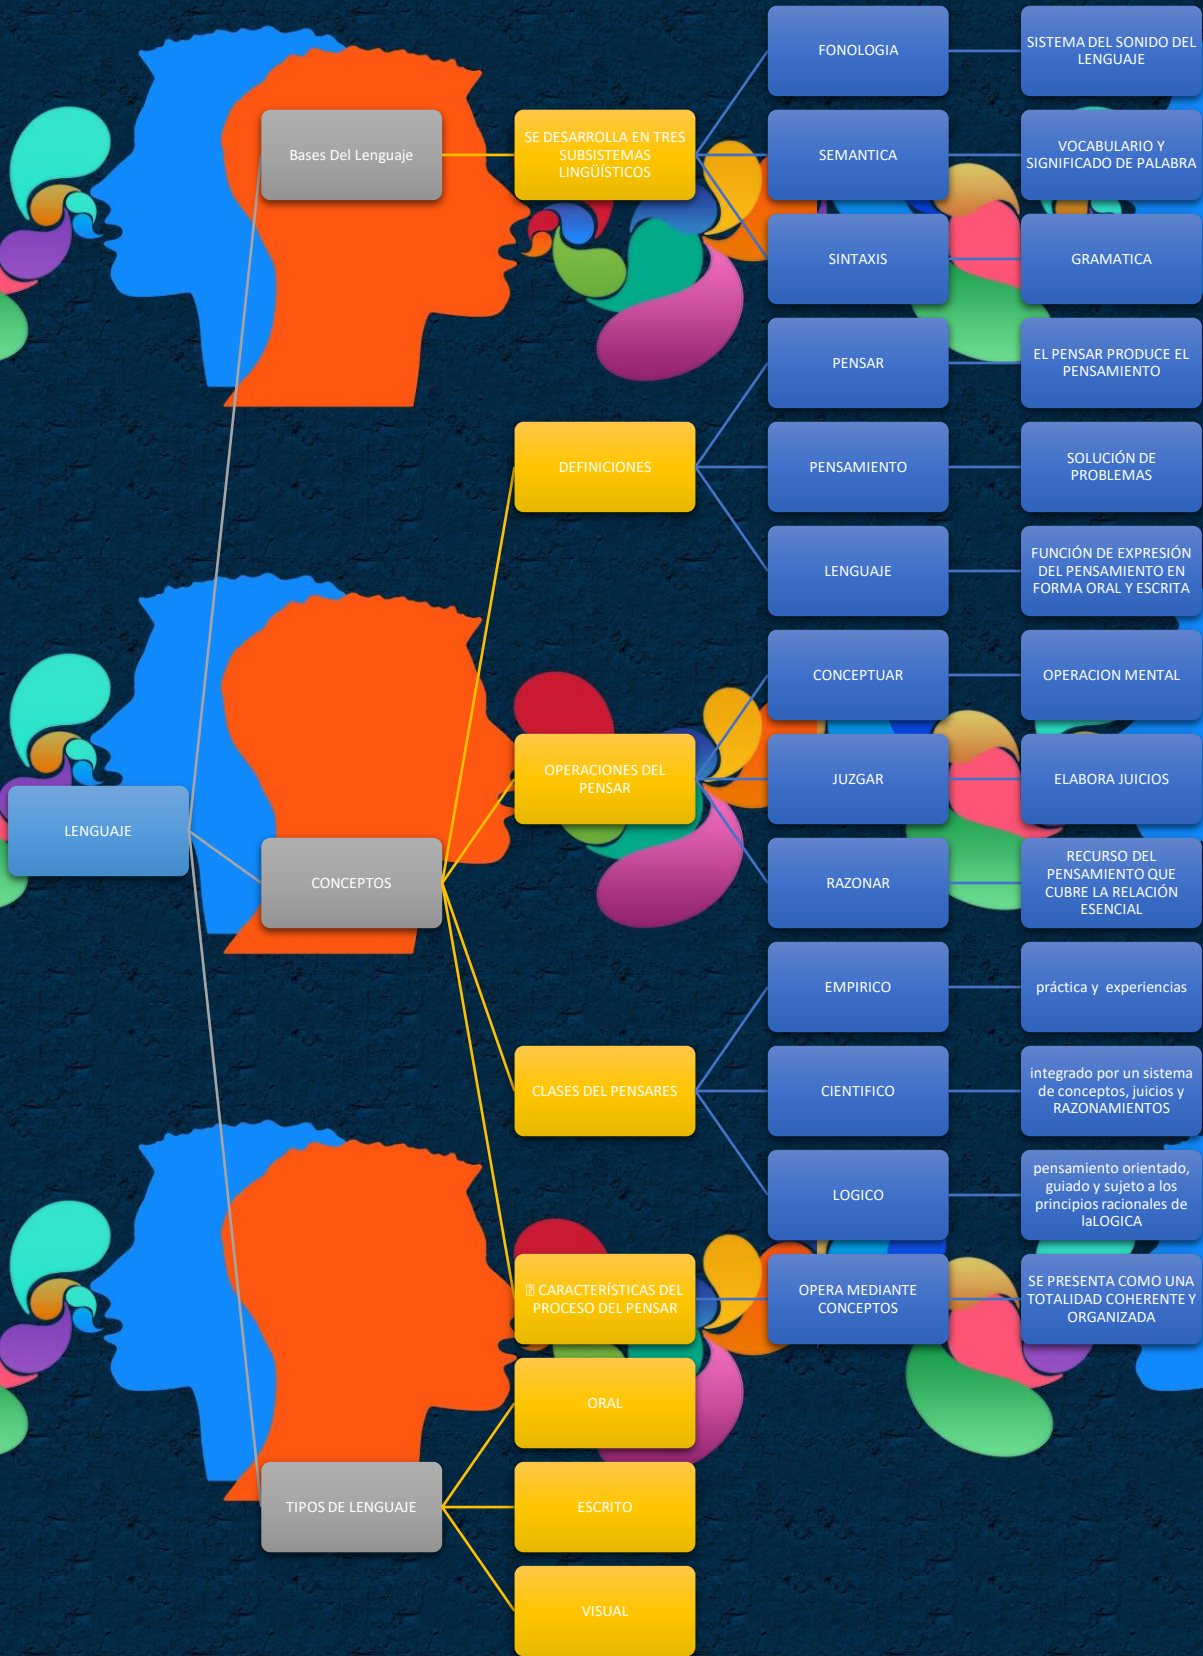 LENGUAJE
Bases Del Lenguaje
SE DESARROLLA EN TRES
SUBSISTEMAS
LINGÜÍSTICOS
FONOLOGIA
SISTEMA DEL SONIDO DEL
LENGUAJE
SEMANTICA
VOCABULARIO Y
SIGNIFICADO DE PALABRA
SINTAXIS
GRAMATICA
CONCEPTOS
DEFINICIONES
PENSAR
EL PENSAR PRODUCE EL
PENSAMIENTO
PENSAMIENTO
SOLUCIÓN DE
PROBLEMAS
LENGUAJE
FUNCIÓN DE EXPRESIÓN
DEL PENSAMIENTO EN
FORMA ORAL Y ESCRITA
OPERACIONES DEL
PENSAR
CONCEPTUAR
OPERACION MENTAL
JUZGAR
ELABORA JUICIOS
RAZONAR
RECURSO DEL
PENSAMIENTO QUE
CUBRE LA RELACIÓN
ESENCIAL
CLASES DEL PENSARES
EMPIRICO
práctica y experiencias
CIENTIFICO
integrado por un sistema
de conceptos, juicios y
RAZONAMIENTOS
LOGICO
pensamiento orientado,
guiado y sujeto a los
principios racionales de
laLOGICA
CARACTERÍSTICAS DEL
PROCESO DEL PENSAR
OPERA MEDIANTE
CONCEPTOS
SE PRESENTA COMO UNA
TOTALIDAD COHERENTE Y
ORGANIZADA
TIPOS DE LENGUAJE
ORAL
ESCRITO
VISUAL